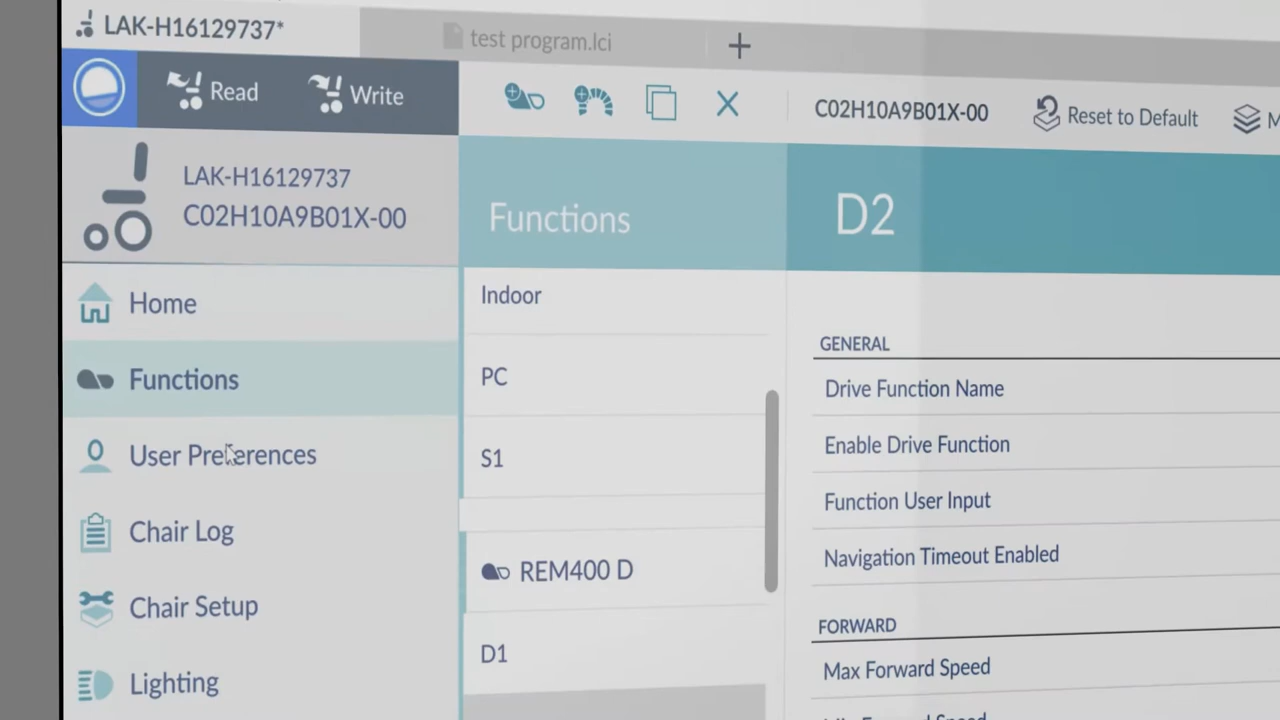 LAK-H16129737*
test program.lci
Read
Write
C02H10A9B01X-00
Reset to Default
LAK-H16129737
C02H10A9B01X-00
Functions
D2
Home
Functions
User Preferences
Chair Log
Chair Setup
Lighting
Indoor
PC
S1
REM400 D
D1
GENERAL
Drive Function Name
Enable Drive Function
Function User Input
Navigation Timeout Enabled
FORWARD
Max Forward Speed